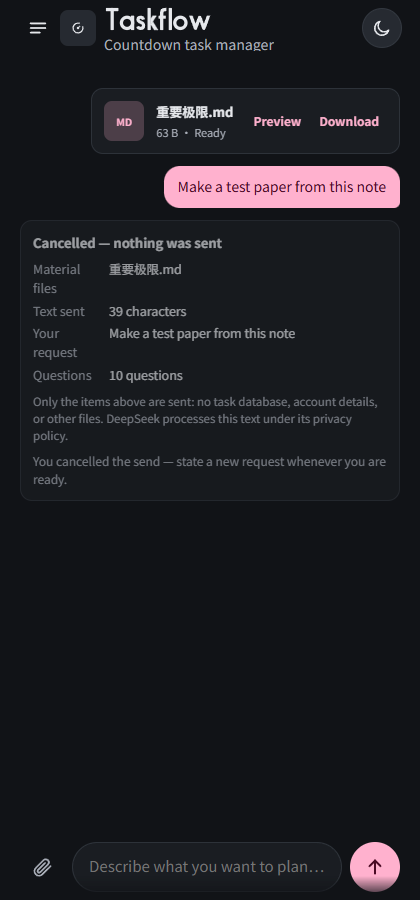 Taskflow
Countdown task manager
MD
重要极限.md
63 B • Ready
Preview
Download
Make a test paper from this note
Cancelled — nothing was sent
Material files
重要极限.md
Text sent
39 characters
Your request
Make a test paper from this note
Questions
10 questions
Only the items above are sent: no task database, account details,
or other files. DeepSeek processes this text under its privacy
policy.
You cancelled the send — state a new request whenever you are
ready.
Describe what you want to plan…